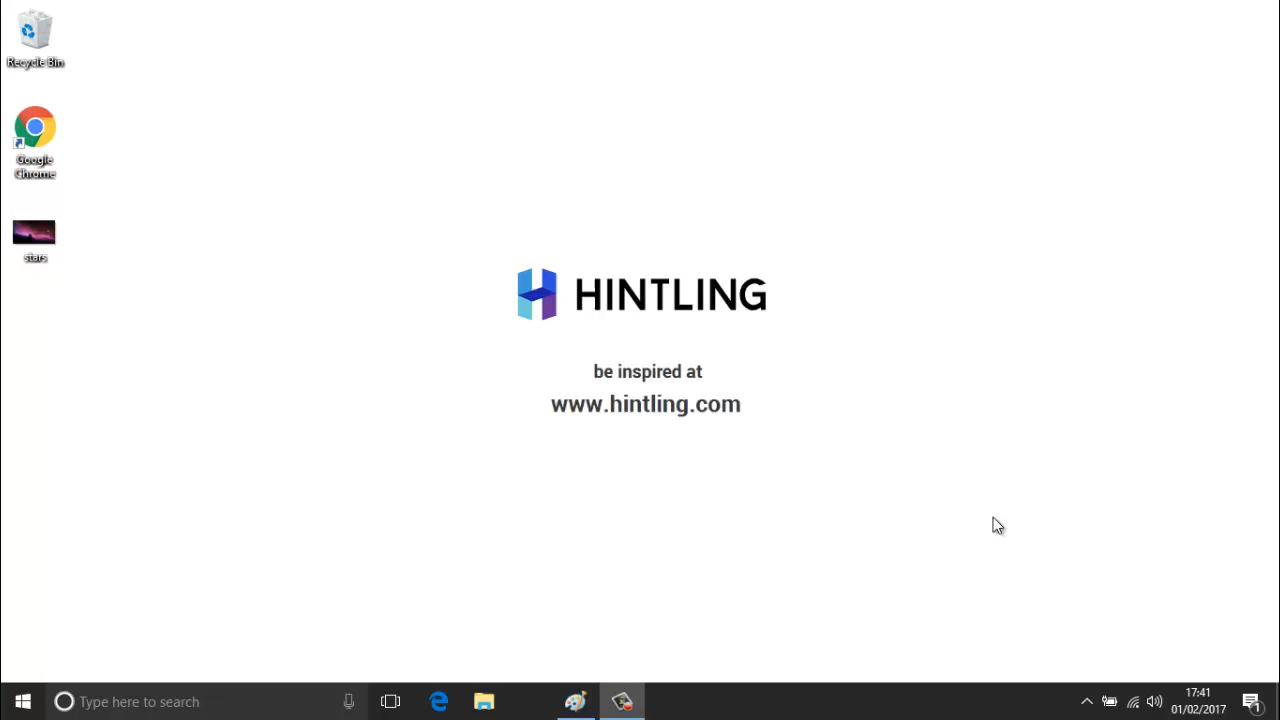 Recycle Bin
Google
Chrome
stars
HINTLING
be inspired at
www.hintling.com
Type here to search
17:41
01/02/2017
1